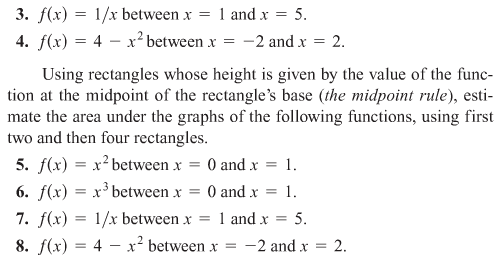 3. f(x) = 1/x between x = 1 and x = 5.
4. f(x) = 4 − x² between x = −2 and x = 2.
Using rectangles whose height is given by the value of the func-
tion at the midpoint of the rectangle's base (the midpoint rule), esti-
mate the area under the graphs of the following functions, using first
two and then four rectangles.
5. f(x) = x² between x = 0 and x = 1.
6. f(x) = x³ between x = 0 and x = 1.
7. f(x) = 1/x between x = 1 and x = 5.
8. f(x) = 4 − x² between x = −2 and x = 2.